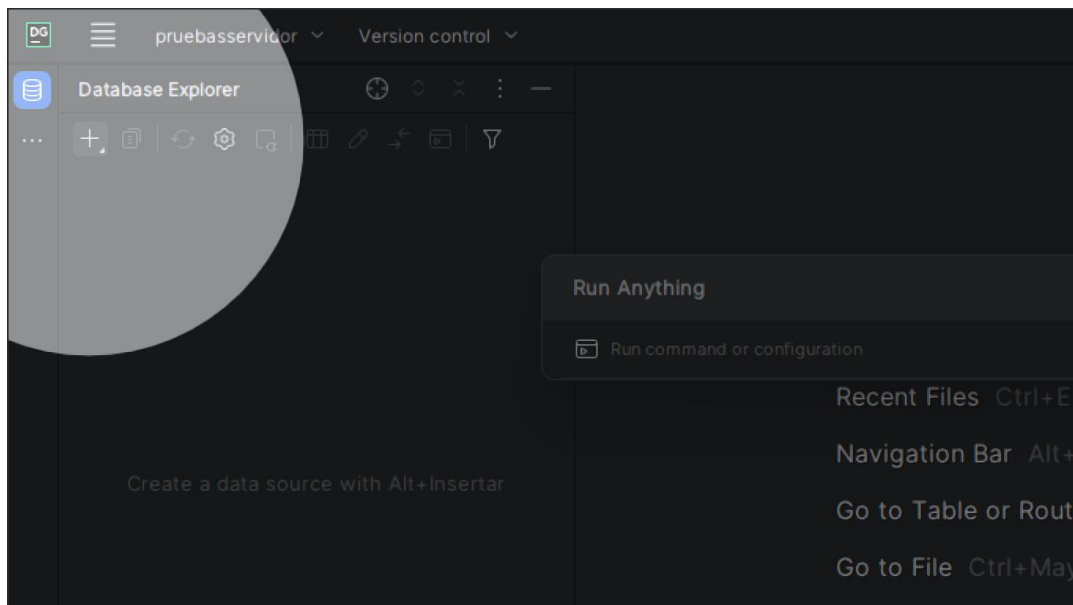 DG
pruebasservidor
Version control
Database Explorer
Run Anything
Run command or configuration
Recent Files Ctrl+E
Navigation Bar Alt+
Create a data source with Alt+Insertar
Go to Table or Rout
Go to File Ctrl+May